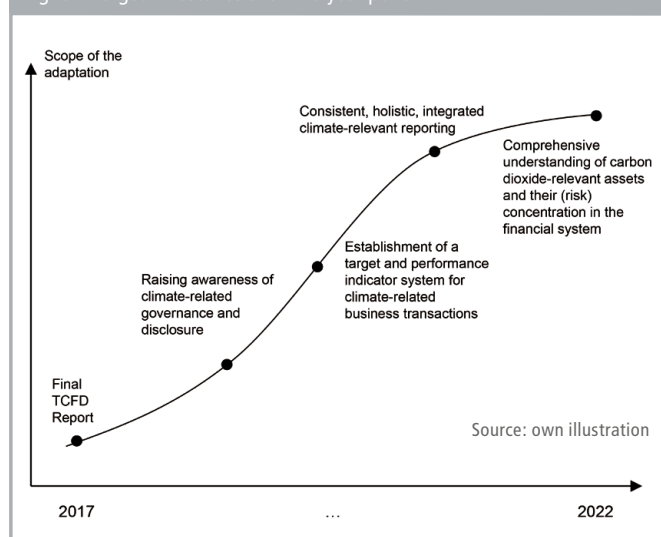 Scope of the
adaptation
Consistent, holistic, integrated
climate-relevant reporting
Comprehensive
understanding of carbon
dioxide-relevant assets
and their (risk)
concentration in the
financial system
Establishment of a
target and performance
indicator system for
climate-related
business transactions
Raising awareness of
climate-related
governance and
disclosure
Final
TCFD
Report
Source: own illustration
2017
...
2022